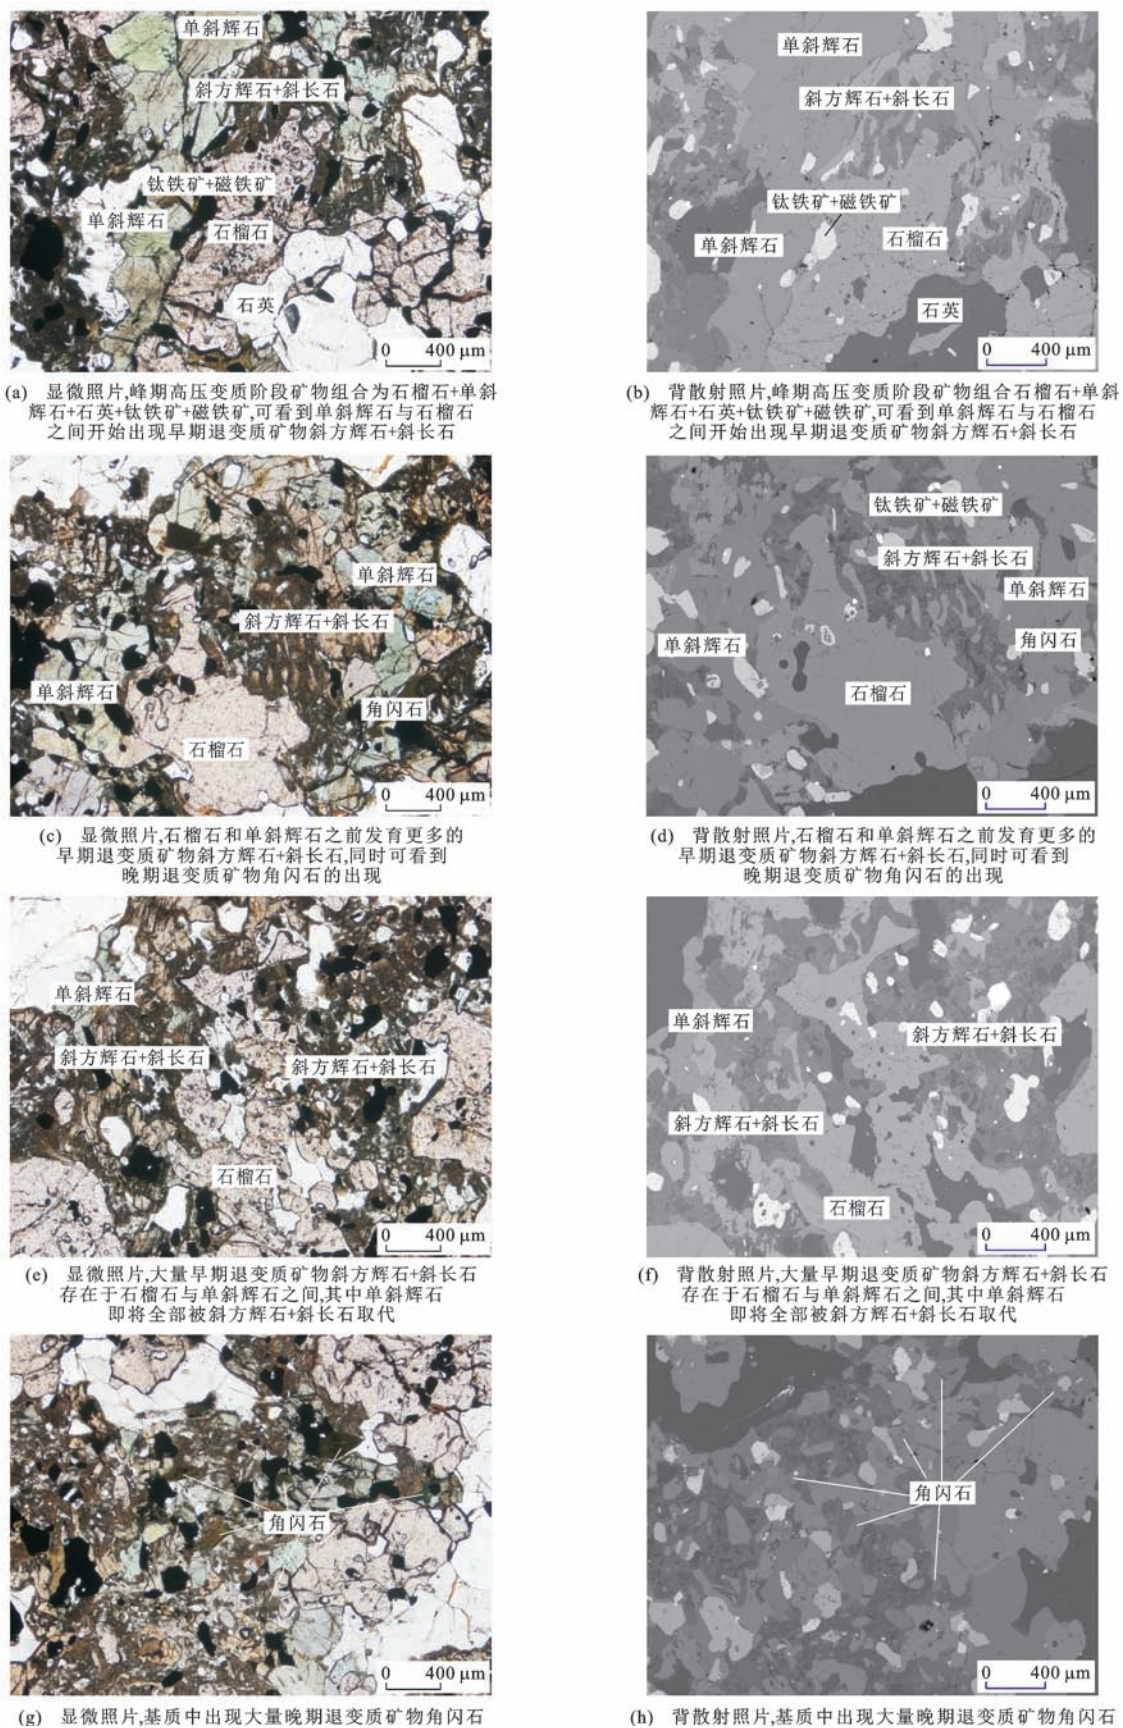 单斜辉石
斜方辉石+斜长石
钛铁矿+磁铁矿
单斜辉石
石榴石
石英
0 400 μm
(a) 显微照片,峰期高压变质阶段矿物组合为石榴石+单斜
辉石+石英+钛铁矿+磁铁矿,可看到单斜辉石与石榴石
之间开始出现早期退变质矿物斜方辉石+斜长石
单斜辉石
斜方辉石+斜长石
钛铁矿+磁铁矿
单斜辉石
石榴石
石英
0 400 μm
(b) 背散射照片,峰期高压变质阶段矿物组合石榴石+单斜
辉石+石英+钛铁矿+磁铁矿,可看到单斜辉石与石榴石
之间开始出现早期退变质矿物斜方辉石+斜长石
单斜辉石
斜方辉石+斜长石
单斜辉石
角闪石
石榴石
0 400 μm
(c) 显微照片,石榴石和单斜辉石之前发育更多的
早期退变质矿物斜方辉石+斜长石,同时可看到
晚期退变质矿物角闪石的出现
钛铁矿+磁铁矿
斜方辉石+斜长石
单斜辉石
单斜辉石
角闪石
石榴石
0 400 μm
(d) 背散射照片,石榴石和单斜辉石之前发育更多的
早期退变质矿物斜方辉石+斜长石,同时可看到
晚期退变质矿物角闪石的出现
单斜辉石
斜方辉石+斜长石
斜方辉石+斜长石
石榴石
0 400 μm
(e) 显微照片,大量早期退变质矿物斜方辉石+斜长石
存在于石榴石与单斜辉石之间,其中单斜辉石
即将全部被斜方辉石+斜长石取代
单斜辉石
斜方辉石+斜长石
斜方辉石+斜长石
石榴石
0 400 μm
(f) 背散射照片,大量早期退变质矿物斜方辉石+斜长石
存在于石榴石与单斜辉石之间,其中单斜辉石
即将全部被斜方辉石+斜长石取代
角闪石
0 400 μm
(g) 显微照片,基质中出现大量晚期退变质矿物角闪石
角闪石
0 400 μm
(h) 背散射照片,基质中出现大量晚期退变质矿物角闪石